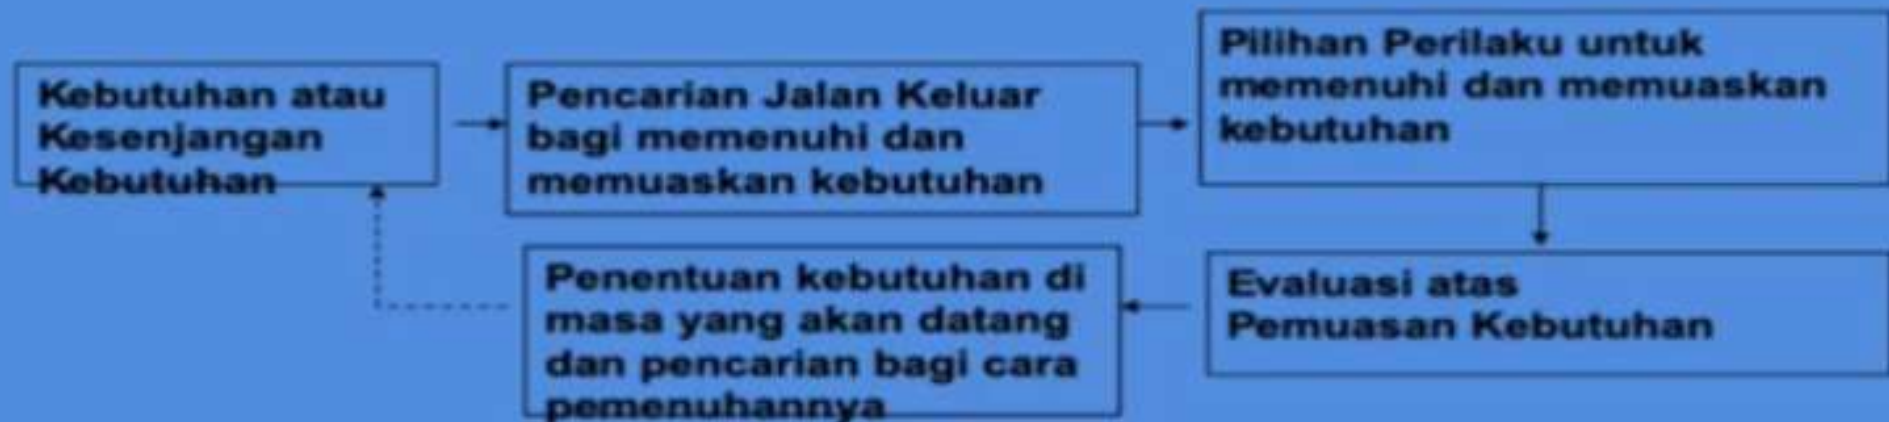 Kebutuhan atau
Kesenjangan
Kebutuhan
Pencarian Jalan Keluar
bagi memenuhi dan
memuaskan kebutuhan
Pilihan Perilaku untuk
memenuhi dan memuaskan
kebutuhan
Evaluasi atas
Pemuasan Kebutuhan
Penentuan kebutuhan di
masa yang akan datang
dan pencarian bagi cara
pemenuhannya